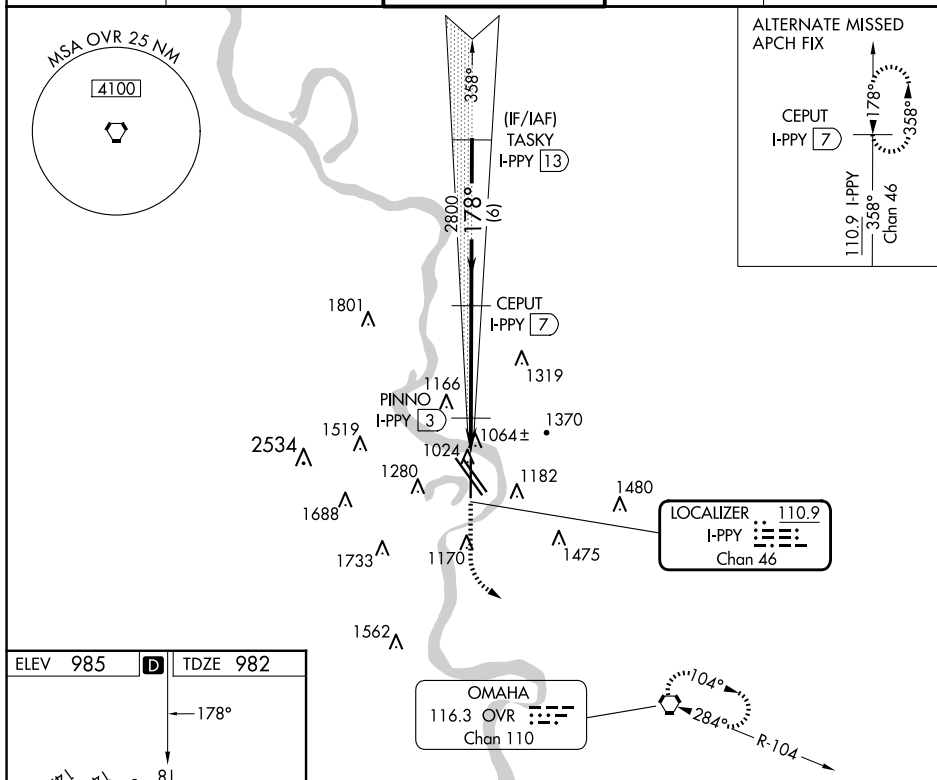 MSA OVR 25 NM
4100
ALTERNATE MISSED
APCH FIX
CEPUT
I-PPY 7
178°
358°
110.9 I-PPY
358°
Chan 46
358°
(IF/IAF)
TASKY
I-PPY 13
2800
178°
(6)
CEPUT
I-PPY 7
1801
1319
1166
PINNO
I-PPY 3
1370
1064±
1519
1024
2534
1280
1182
1480
1688
LOCALIZER 110.9
I-PPY
Chan 46
1733
1170
1475
1562
ELEV 985 D TDZE 982
178°
18
OMAHA
116.3 OVR
Chan 110
104°
284°
R-104